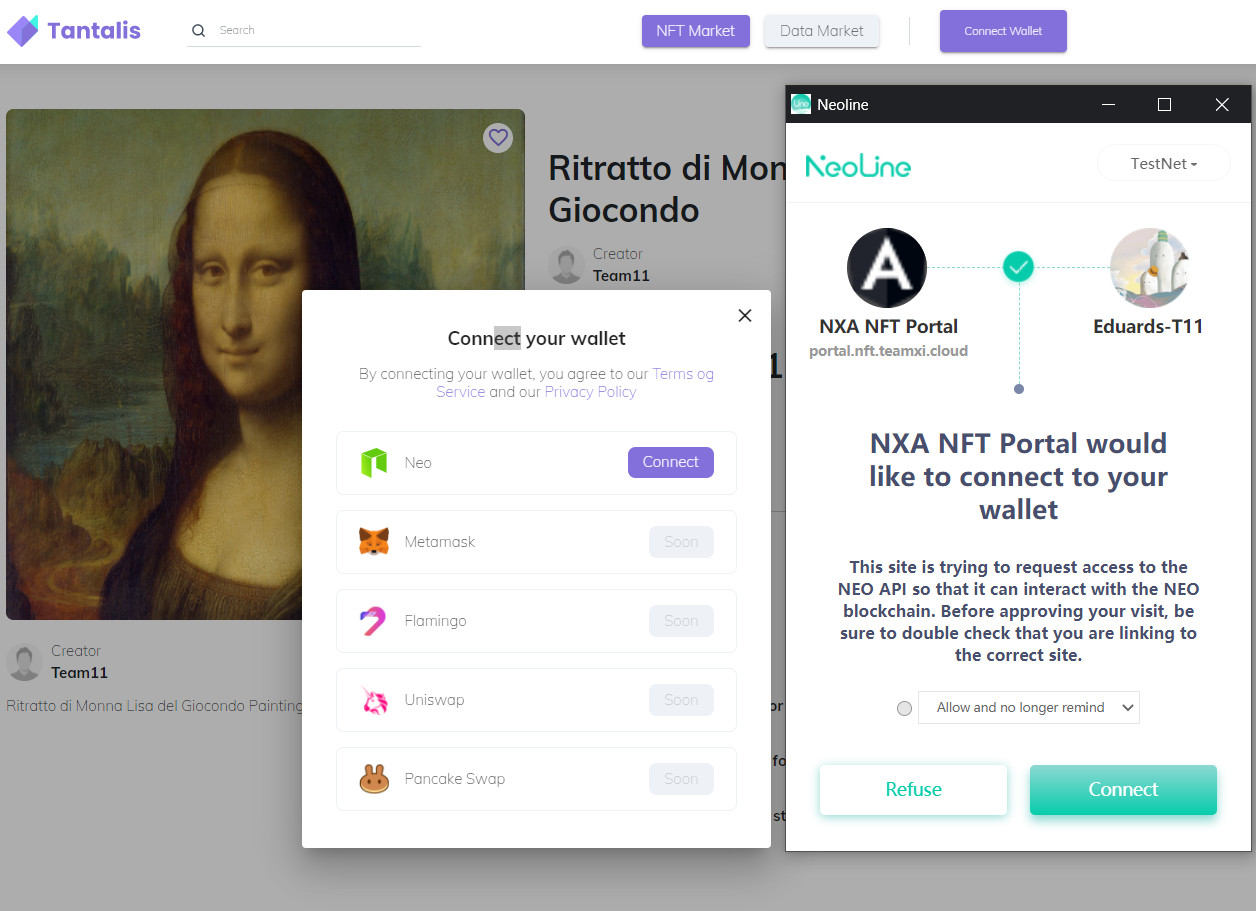 Tantalis
Search
NFT Market
Data Market
Connect Wallet
Ritratto di Mon
Giocondo
Creator
Team11
1
Creator
Team11
Ritratto di Monna Lisa del Giocondo Painting
or
fo
st
Connect your wallet
By connecting your wallet, you agree to our Terms og
Service and our Privacy Policy
Neo
Connect
Metamask
Soon
Flamingo
Soon
Uniswap
Soon
Pancake Swap
Soon
Neoline
NeoLine
TestNet
NXA NFT Portal
portal.nft.teamxi.cloud
Eduards-T11
NXA NFT Portal would
like to connect to your
wallet
This site is trying to request access to the
NEO API so that it can interact with the NEO
blockchain. Before approving your visit, be
sure to double check that you are linking to
the correct site.
Allow and no longer remind
Refuse
Connect